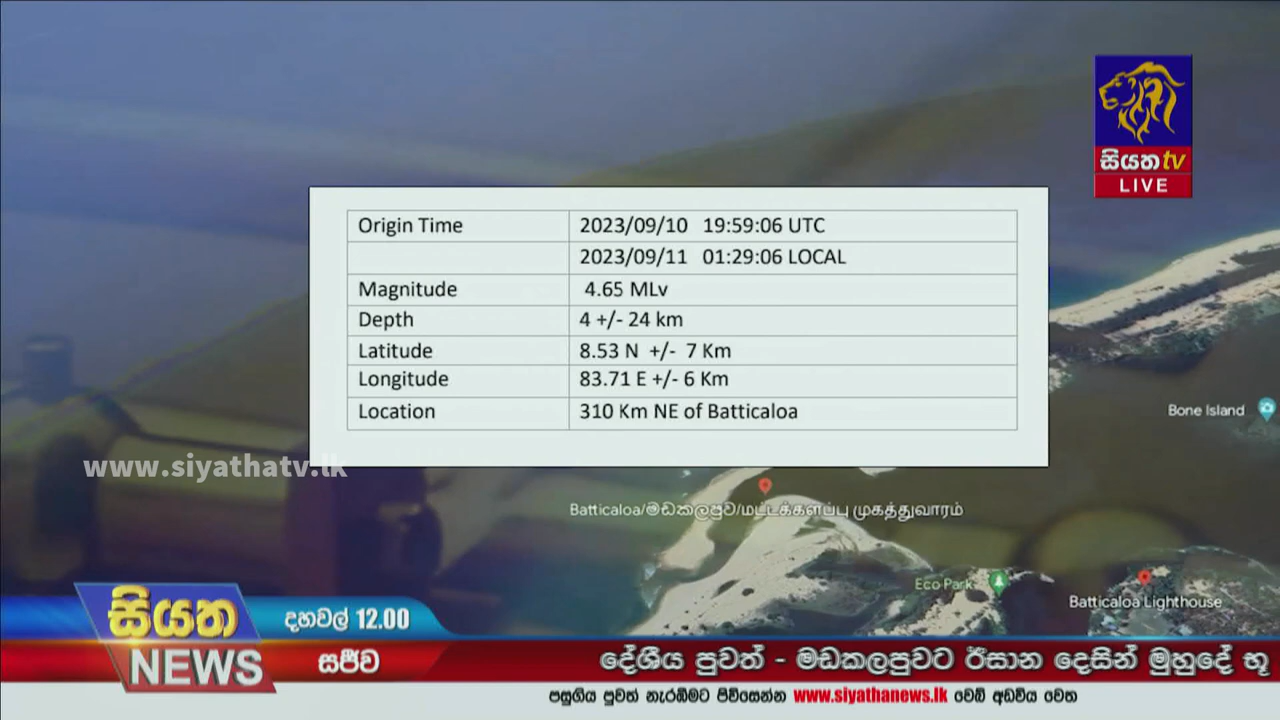 සියත tv
LIVE
Origin Time 2023/09/10 19:59:06 UTC
2023/09/11 01:29:06 LOCAL
Magnitude 4.65 MLv
Depth 4 +/- 24 km
Latitude 8.53 N +/- 7 Km
Longitude 83.71 E +/- 6 Km
Location 310 Km NE of Batticaloa
Bone Island
www.siyathatv.lk
Batticaloa/මඩකලපුව/மட்டக்களப்பு முகத்துவாரம்
Eco Park
Batticaloa Lighthouse
සියත
NEWS
දහවල් 12.00
සජීව
දේශීය පුවත් - මඩකලපුවට ඊසාන දෙසින් මුහුදේ භූ
පසුගිය පුවත් නැරඹීමට පිවිසෙන්න www.siyathanews.lk වෙබ් අඩවිය වෙත